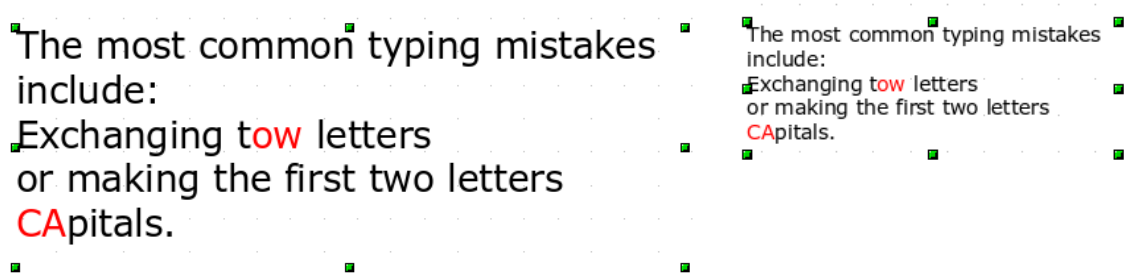 The most common typing mistakes
include:
Exchanging tow letters
or making the first two letters
CApitals.
The most common typing mistakes
include:
Exchanging tow letters
or making the first two letters
CApitals.